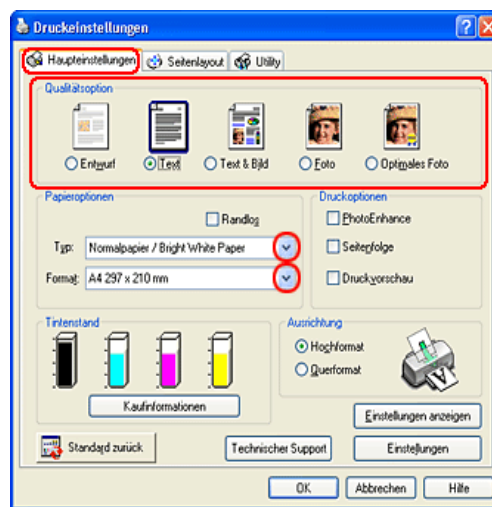 Druckeinstellungen
Haupteinstellungen Seitenlayout Utility
Qualitätsoption
Entwurf Text Text & Bild Foto Optimales Foto
Papieroptionen Druckoptionen
Randlos PhotoEnhance
Typ: Normalpapier / Bright White Paper Seitenfolge
Format: A4 297 x 210 mm Druckvorschau
Tintenstand Ausrichtung
Hochformat
Querformat
Kaufinformationen Einstellungen anzeigen
Standard zurück Technischer Support Einstellungen
OK Abbrechen Hilfe